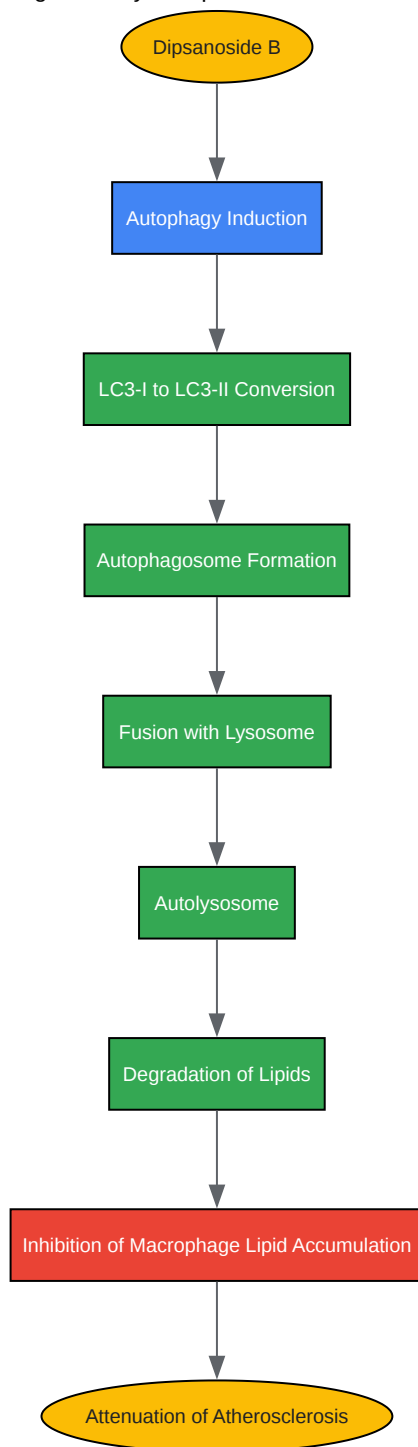 Dipsanoside B
Autophagy Induction
LC3-I to LC3-II Conversion
Autophagosome Formation
Fusion with Lysosome
Autolysosome
Degradation of Lipids
Inhibition of Macrophage Lipid Accumulation
Attenuation of Atherosclerosis